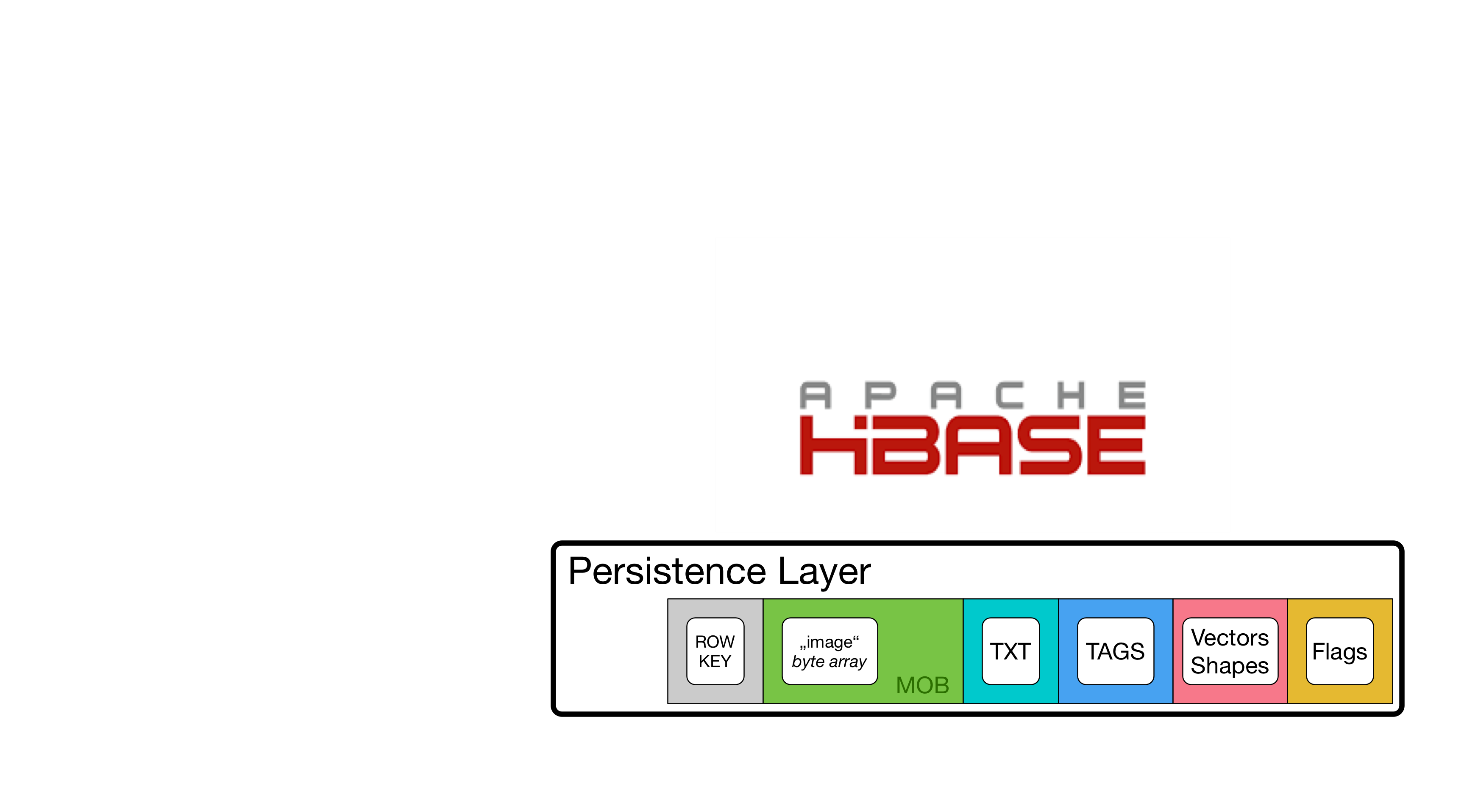 APACHE
HBASE
Persistence Layer
ROW
KEY
„image“
byte array
MOB
TXT
TAGS
Vectors
Shapes
Flags